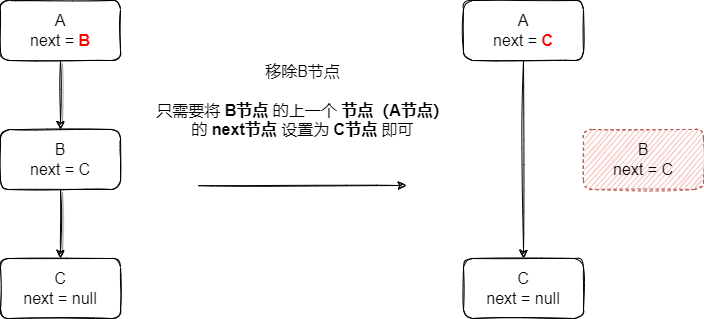 A
next = B
B
next = C
C
next = null
移除B节点
只需要将 B节点 的上一个 节点（A节点）
的 next节点 设置为 C节点 即可
A
next = C
B
next = C
C
next = null